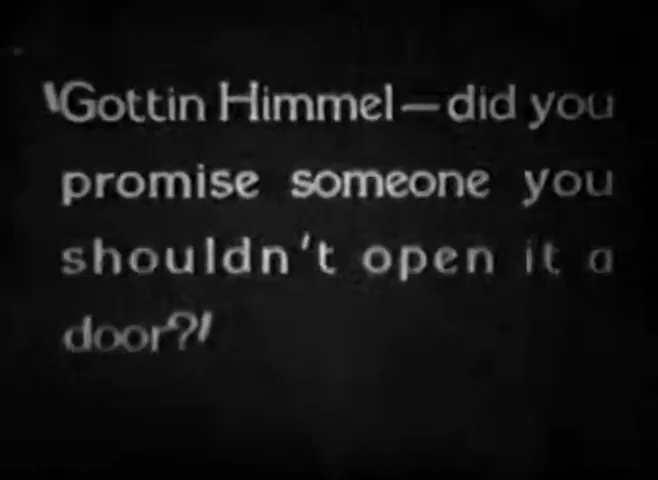 "Gottin Himmel—did you
promise someone you
shouldn't open it a
door?"